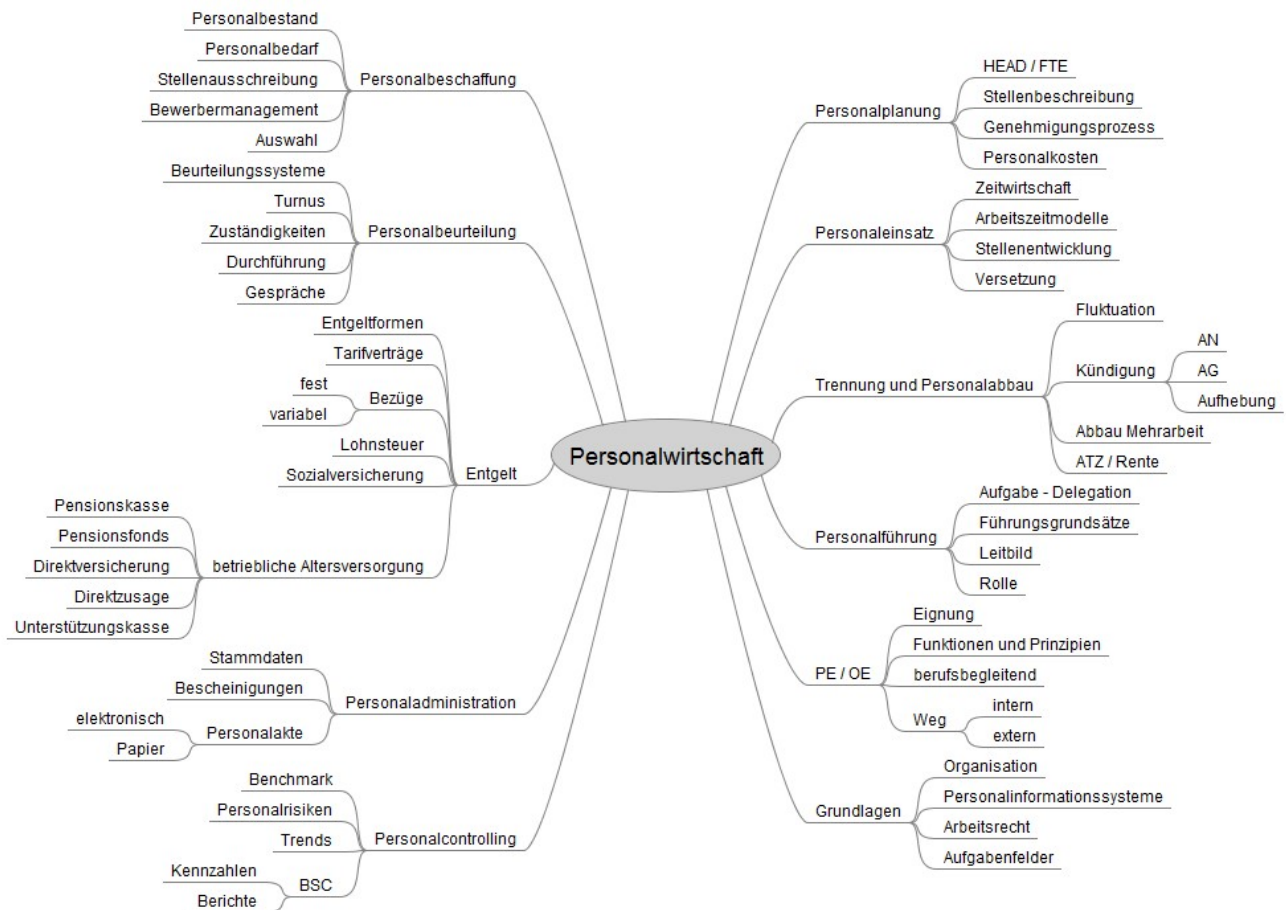 Personalwirtschaft
Personalbeschaffung
Personalbestand
Personalbedarf
Stellenausschreibung
Bewerbermanagement
Auswahl
Personalbeurteilung
Beurteilungssysteme
Turnus
Zuständigkeiten
Durchführung
Gespräche
Entgelt
Entgeltformen
Tarifverträge
Bezüge
fest
variabel
Lohnsteuer
Sozialversicherung
betriebliche Altersversorgung
Pensionskasse
Pensionsfonds
Direktversicherung
Direktzusage
Unterstützungskasse
Personaladministration
Stammdaten
Bescheinigungen
Personalakte
elektronisch
Papier
Personalcontrolling
Benchmark
Personalrisiken
Trends
BSC
Kennzahlen
Berichte
Personalplanung
HEAD / FTE
Stellenbeschreibung
Genehmigungsprozess
Personalkosten
Personaleinsatz
Zeitwirtschaft
Arbeitszeitmodelle
Stellenentwicklung
Versetzung
Trennung und Personalabbau
Fluktuation
Kündigung
AN
AG
Aufhebung
Abbau Mehrarbeit
ATZ / Rente
Personalführung
Aufgabe - Delegation
Führungsgrundsätze
Leitbild
Rolle
PE / OE
Eignung
Funktionen und Prinzipien
berufsbegleitend
Weg
intern
extern
Grundlagen
Organisation
Personalinformationssysteme
Arbeitsrecht
Aufgabenfelder